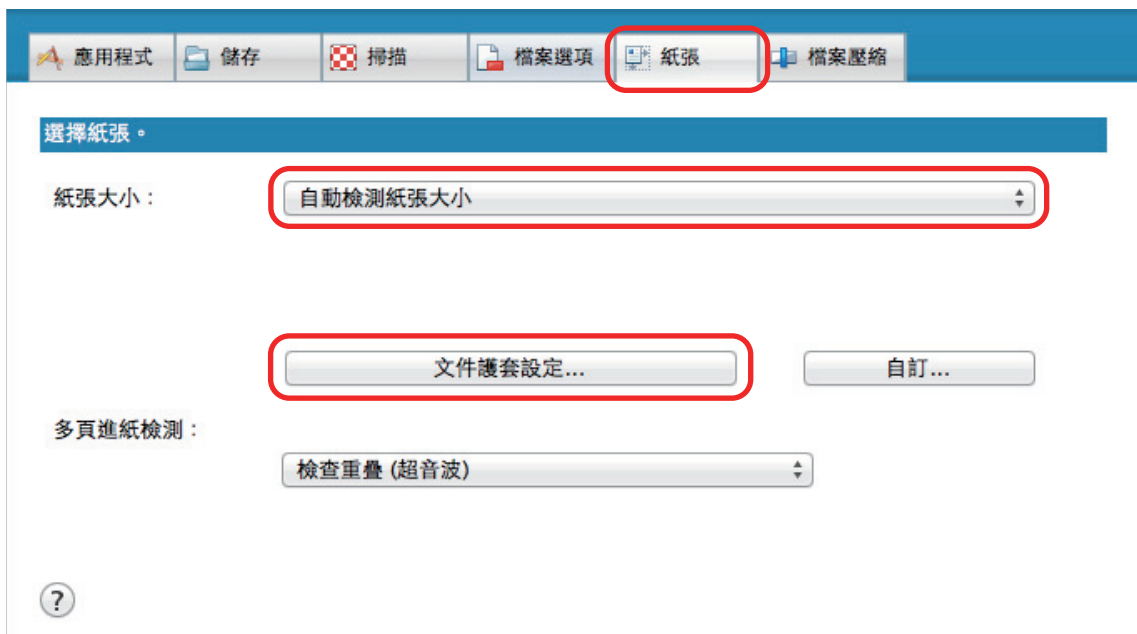 應用程式 儲存 掃描 檔案選項 紙張 檔案壓縮
選擇紙張。
紙張大小： 自動檢測紙張大小
文件護套設定... 自訂...
多頁進紙檢測：
檢查重疊 (超音波)
?